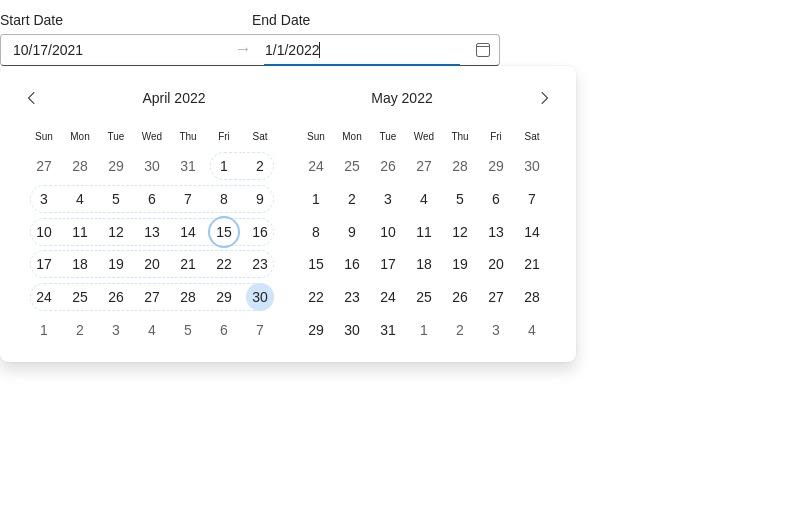 Start Date End Date
10/17/2021 → 1/1/2022
April 2022 May 2022
Sun Mon Tue Wed Thu Fri Sat Sun Mon Tue Wed Thu Fri Sat
27 28 29 30 31 1 2 24 25 26 27 28 29 30
3 4 5 6 7 8 9 1 2 3 4 5 6 7
10 11 12 13 14 15 16 8 9 10 11 12 13 14
17 18 19 20 21 22 23 15 16 17 18 19 20 21
24 25 26 27 28 29 30 22 23 24 25 26 27 28
1 2 3 4 5 6 7 29 30 31 1 2 3 4